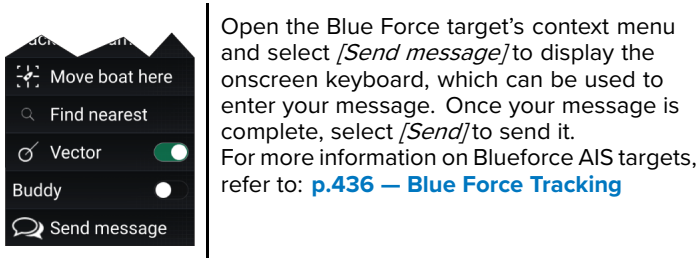 Move boat here
Find nearest
Vector
Buddy
Send message
Open the Blue Force target's context menu
and select [Send message] to display the
onscreen keyboard, which can be used to
enter your message. Once your message is
complete, select [Send] to send it.
For more information on Blueforce AIS targets,
refer to: p.436 — Blue Force Tracking